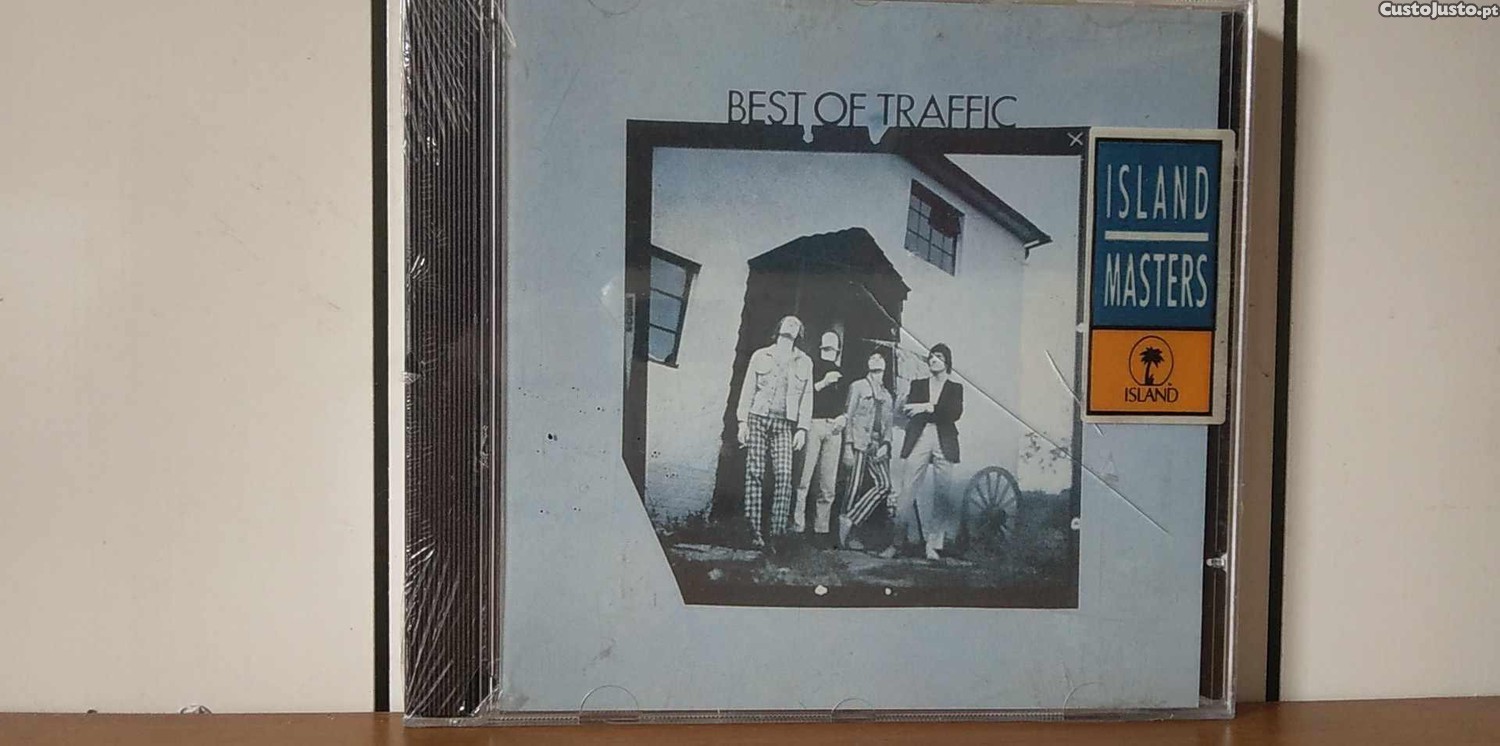 CustoJusto.pt
BEST OF TRAFFIC
ISLAND
MASTERS
ISLAND